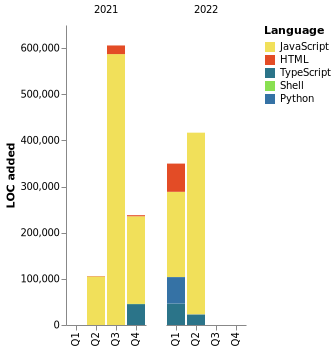 2021 2022
Language
JavaScript
HTML
TypeScript
Shell
Python
LOC added
600,000
500,000
400,000
300,000
200,000
100,000
0
Q1 Q2 Q3 Q4 Q1 Q2 Q3 Q4